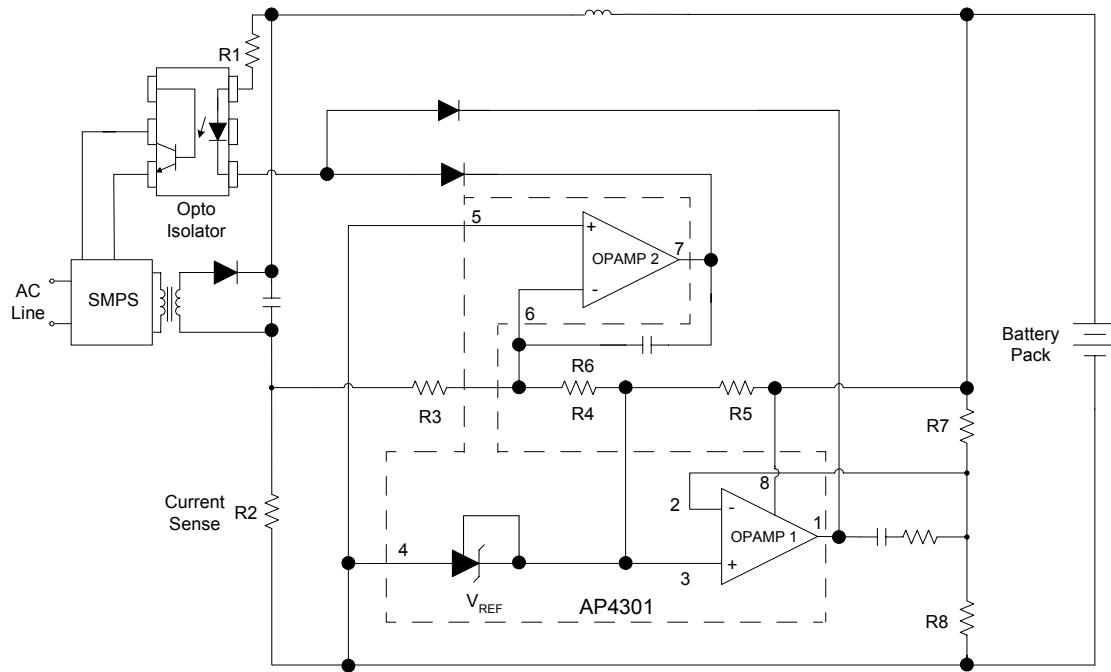 R1
Opto
Isolator
AC
Line
SMPS
5
+
OPAMP 2
7
-
6
Battery
Pack
R6
R3
R4
R5
R7
Current
Sense
R2
8
2
-
OPAMP 1
1
4
3
+
VREF
AP4301
R8